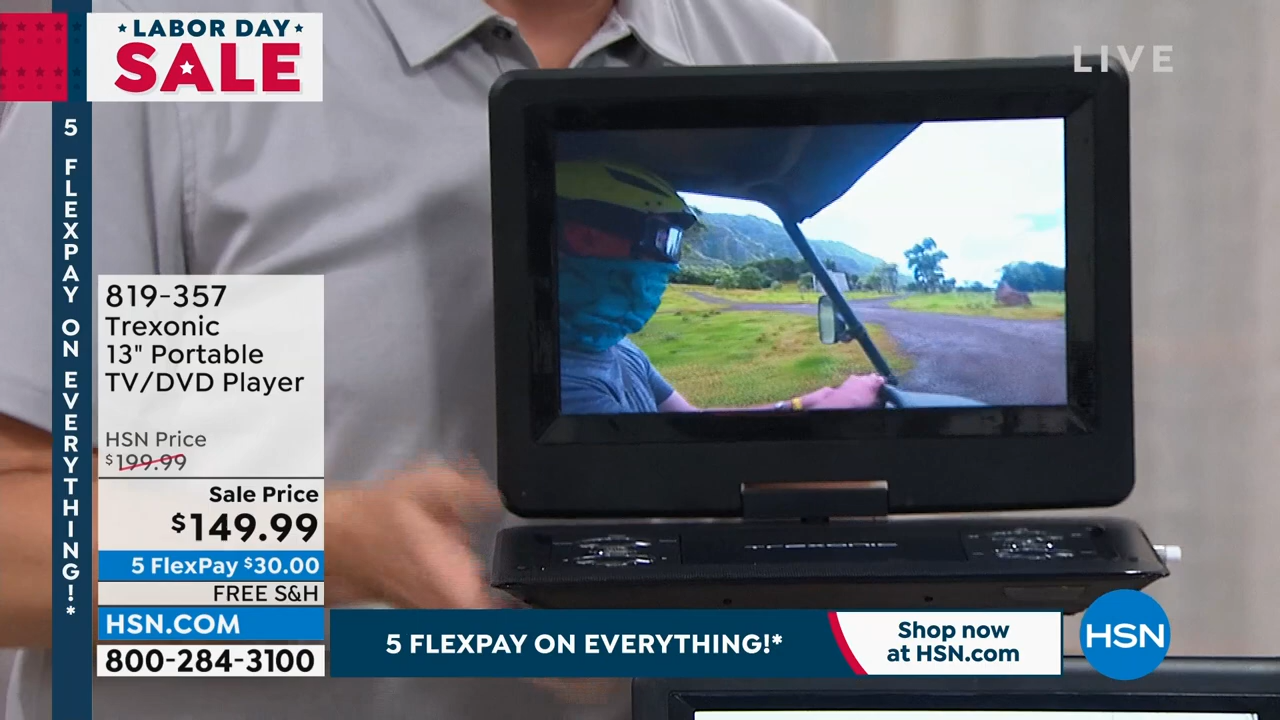 LABOR DAY
SALE
LIVE
5 FLEXPAY ON EVERYTHING!*
819-357
Trexonic
13" Portable
TV/DVD Player
HSN Price
$199.99
Sale Price
$149.99
5 FlexPay $30.00
FREE S&H
HSN.COM
800-284-3100
TREXONIC
5 FLEXPAY ON EVERYTHING!*
Shop now
at HSN.com
HSN